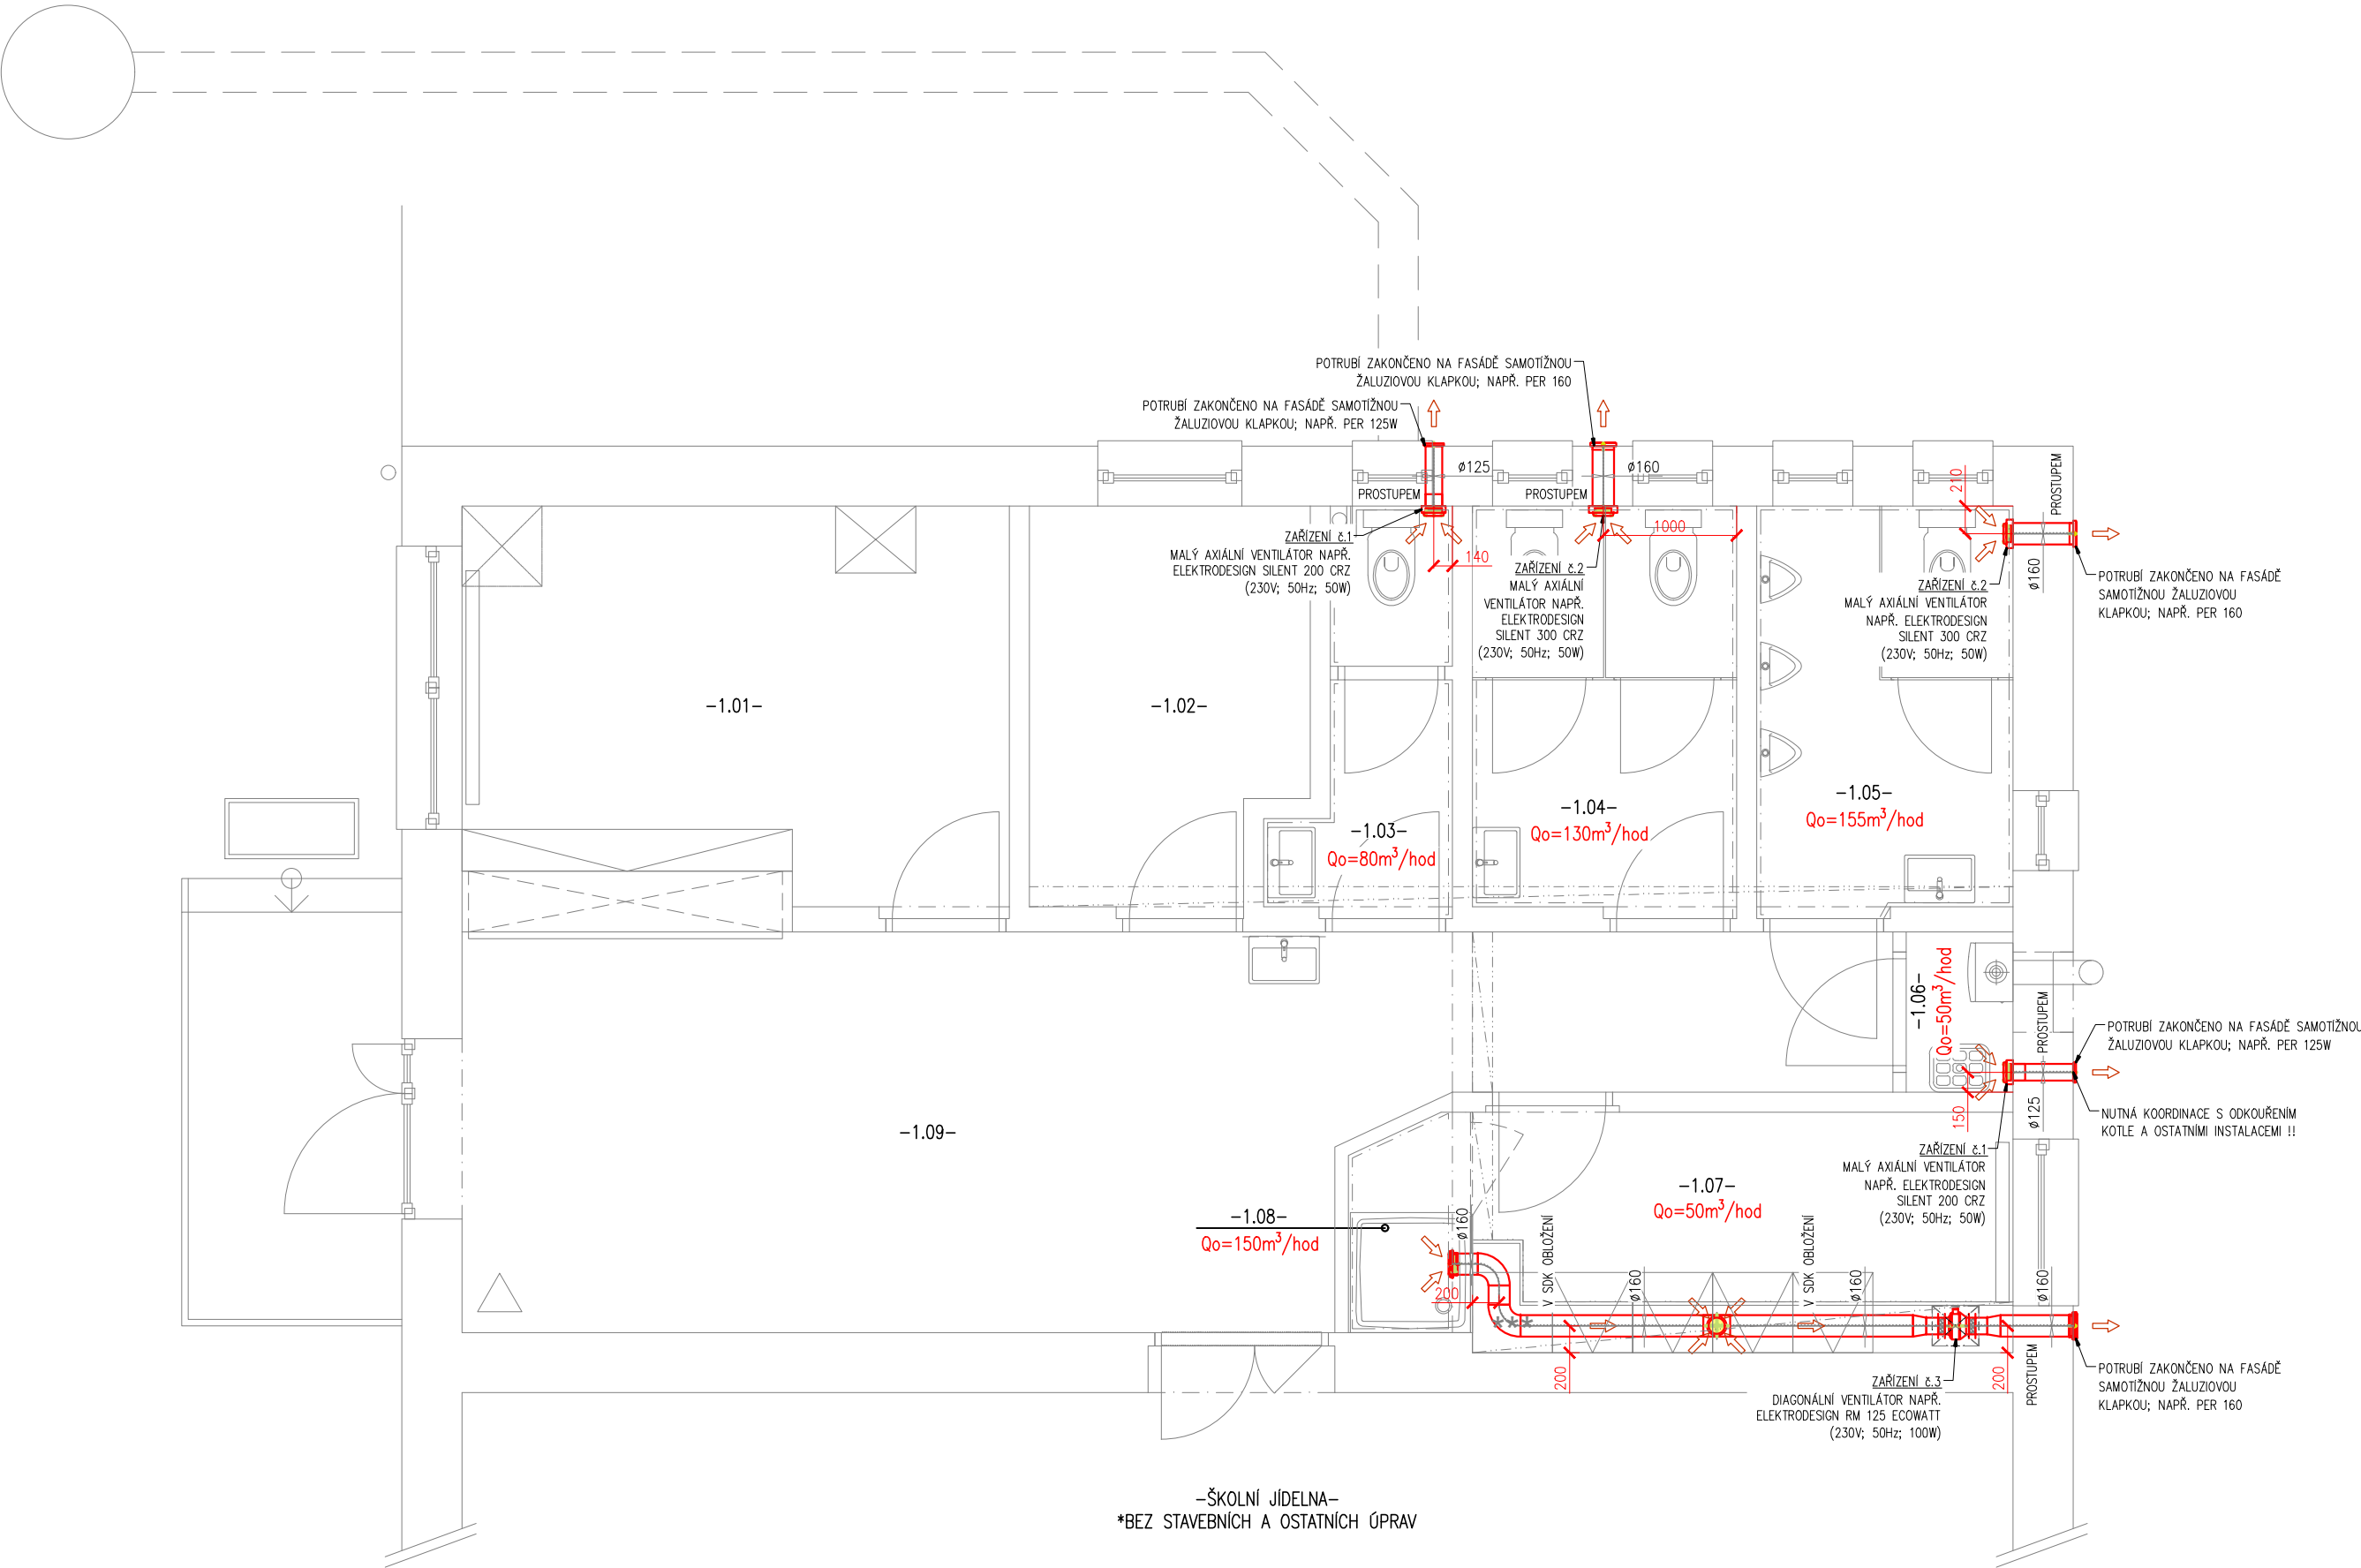 POTRUBÍ ZAKONČENO NA FASÁDĚ SAMOTÍŽNOU
ŽALUZIOVOU KLAPKOU; NAPŘ. PER 160
POTRUBÍ ZAKONČENO NA FASÁDĚ SAMOTÍŽNOU
ŽALUZIOVOU KLAPKOU; NAPŘ. PER 125W
ø125
ø160
PROSTUPEM
PROSTUPEM
210
PROSTUPEM
1000
140
ø160
ZAŘÍZENÍ č.1
MALÝ AXIÁLNÍ VENTILÁTOR NAPŘ.
ELEKTRODESIGN SILENT 200 CRZ
(230V; 50Hz; 50W)
ZAŘÍZENÍ č.2
MALÝ AXIÁLNÍ
VENTILÁTOR NAPŘ.
ELEKTRODESIGN
SILENT 300 CRZ
(230V; 50Hz; 50W)
ZAŘÍZENÍ č.2
MALÝ AXIÁLNÍ VENTILÁTOR
NAPŘ. ELEKTRODESIGN
SILENT 300 CRZ
(230V; 50Hz; 50W)
POTRUBÍ ZAKONČENO NA FASÁDĚ
SAMOTÍŽNOU ŽALUZIOVOU
KLAPKOU; NAPŘ. PER 160
-1.01-
-1.02-
-1.03-
Qo=80m³/hod
-1.04-
Qo=130m³/hod
-1.05-
Qo=155m³/hod
-1.06-
Qo=50m³/hod
PROSTUPEM
POTRUBÍ ZAKONČENO NA FASÁDĚ SAMOTÍŽNOU
ŽALUZIOVOU KLAPKOU; NAPŘ. PER 125W
150
ø125
NUTNÁ KOORDINACE S ODKOUŘENÍM
KOTLE A OSTATNÍMI INSTALACEMI !!
ZAŘÍZENÍ č.1
MALÝ AXIÁLNÍ VENTILÁTOR
NAPŘ. ELEKTRODESIGN
SILENT 200 CRZ
(230V; 50Hz; 50W)
-1.09-
-1.07-
Qo=50m³/hod
-1.08-
Qo=150m³/hod
ø160
V SDK OBLOŽENÍ
ø160
V SDK OBLOŽENÍ
ø160
ø160
200
***
200
200
PROSTUPEM
POTRUBÍ ZAKONČENO NA FASÁDĚ
SAMOTÍŽNOU ŽALUZIOVOU
KLAPKOU; NAPŘ. PER 160
ZAŘÍZENÍ č.3
DIAGONÁLNÍ VENTILÁTOR NAPŘ.
ELEKTRODESIGN RM 125 ECOWATT
(230V; 50Hz; 100W)
-ŠKOLNÍ JÍDELNA-
*BEZ STAVEBNÍCH A OSTATNÍCH ÚPRAV